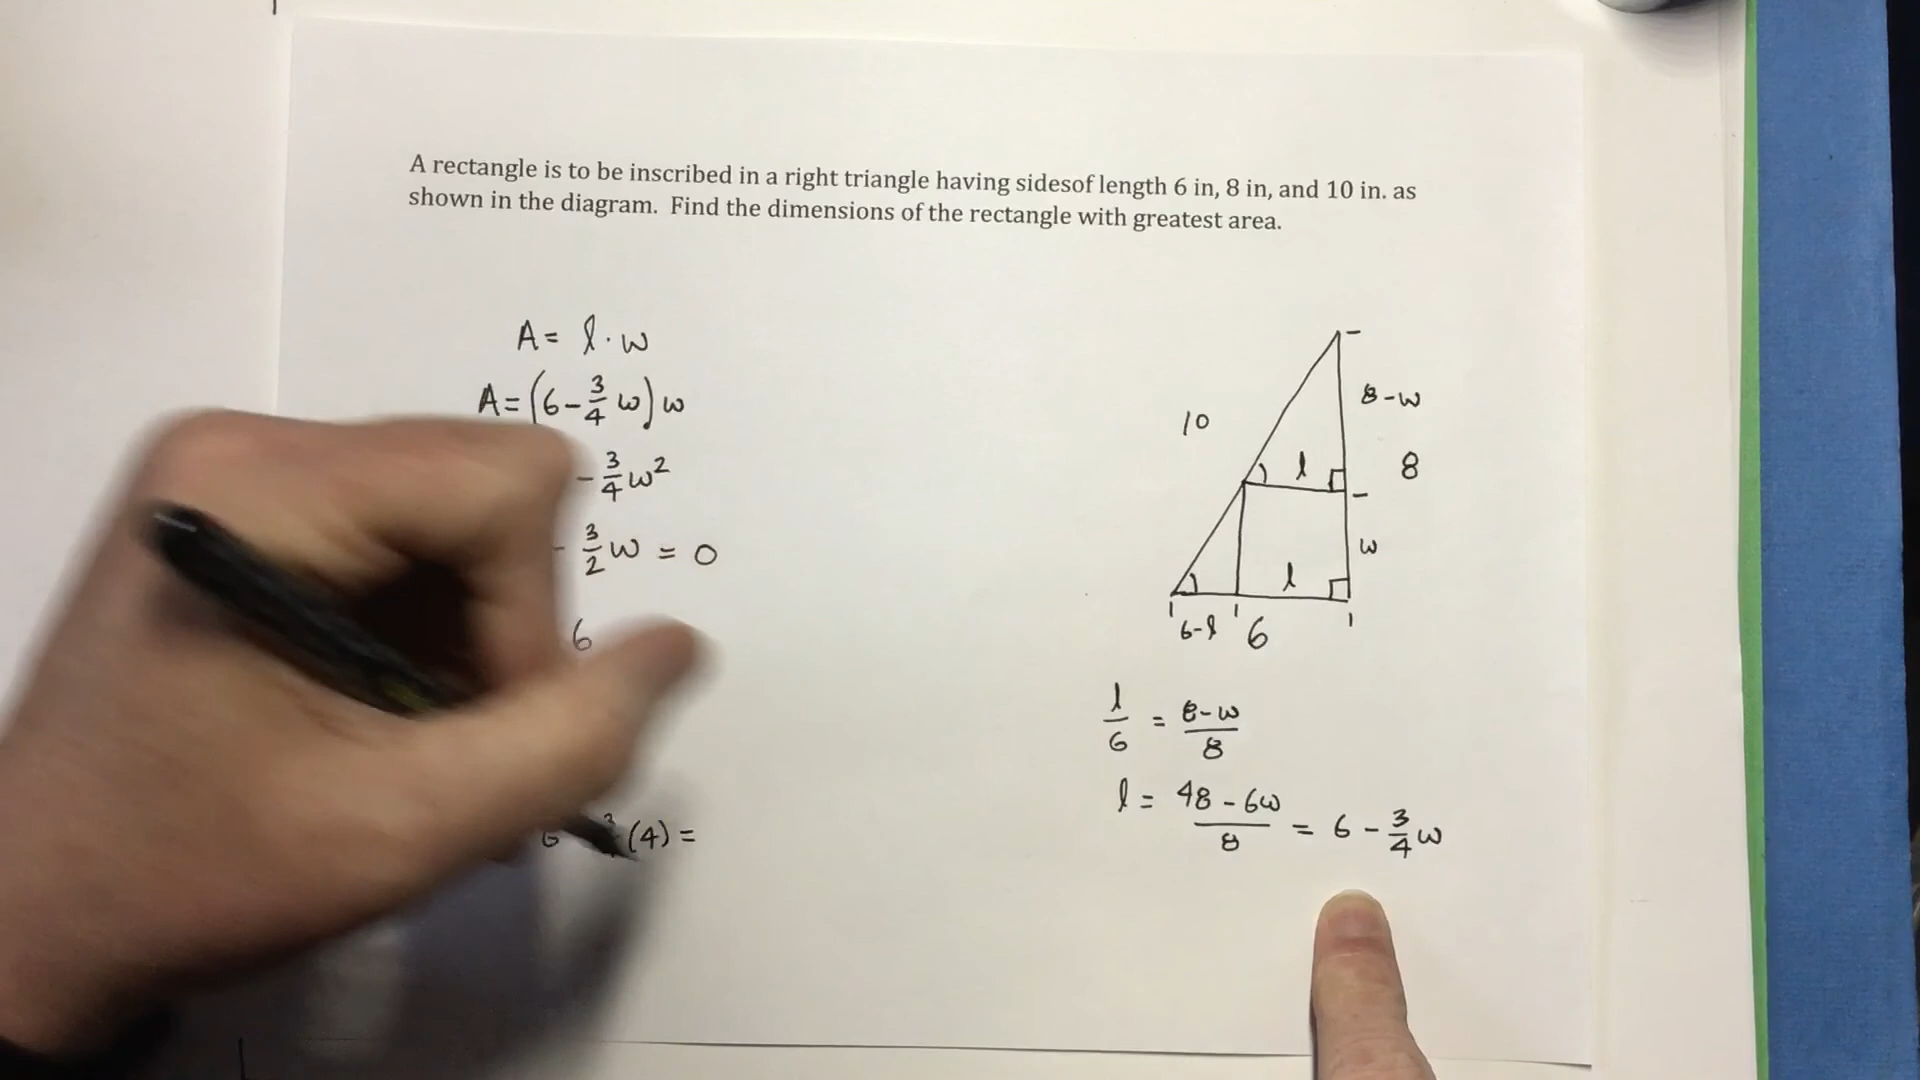 A rectangle is to be inscribed in a right triangle having sidesof length 6 in, 8 in, and 10 in. as
shown in the diagram. Find the dimensions of the rectangle with greatest area.
A = l · w
A = (6 - 3/4 w) w
- 3/4 w²
- 3/2 w = 0
6
(4) =
10
8 - w
8
l
w
l
6 - l
6
l/6 = (8 - w)/8
l = (48 - 6w)/8 = 6 - 3/4 w